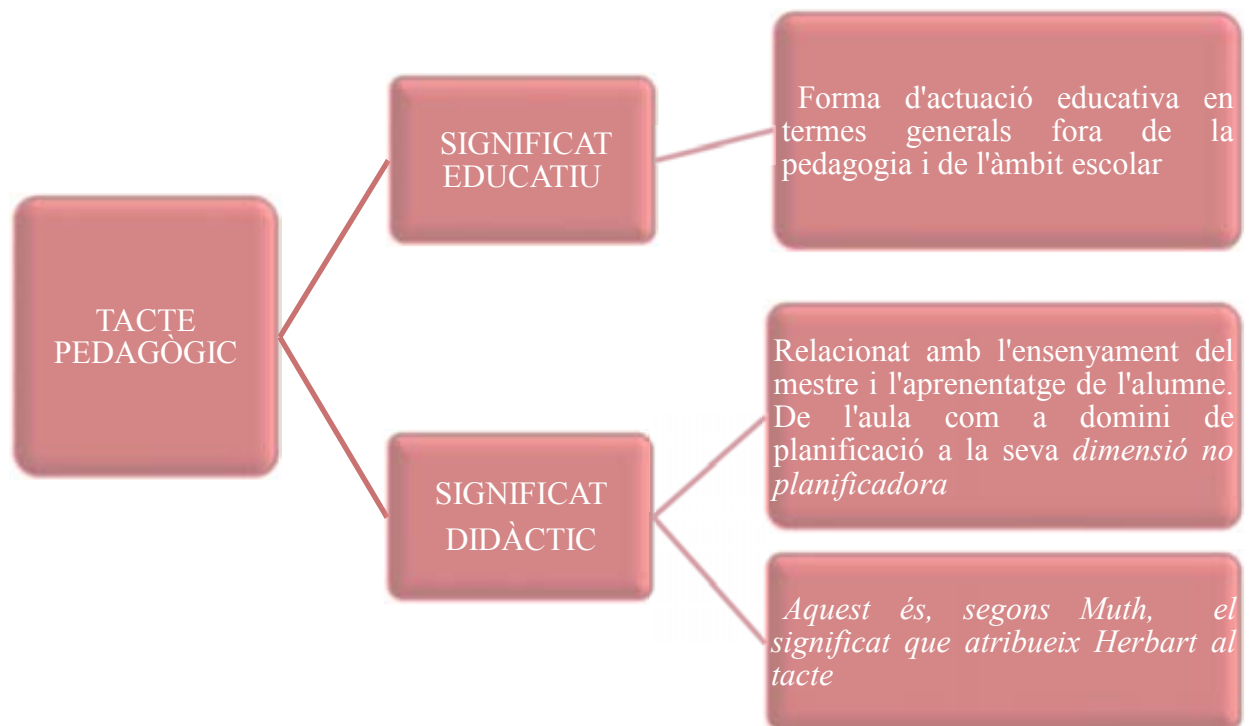 TACTE
PEDAGÒGIC
SIGNIFICAT
EDUCATIU
Forma d'actuació educativa en
termes generals fora de la
pedagogia i de l'àmbit escolar
SIGNIFICAT
DIDÀCTIC
Relacionat amb l'ensenyament del
mestre i l'aprenentatge de l'alumne.
De l'aula com a domini de
planificació a la seva dimensió no
planificadora
Aquest és, segons Muth, el
significat que atribueix Herbart al
tacte